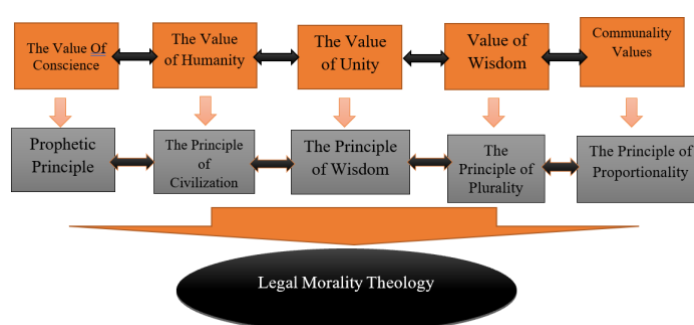 The Value Of
Conscience
The Value
of Humanity
The Value
of Unity
Value of
Wisdom
Communality
Values
Prophetic
Principle
The Principle
of
Civilization
The Principle
of Wisdom
The
Principle of
Plurality
The Principle of
Proportionality
Legal Morality Theology